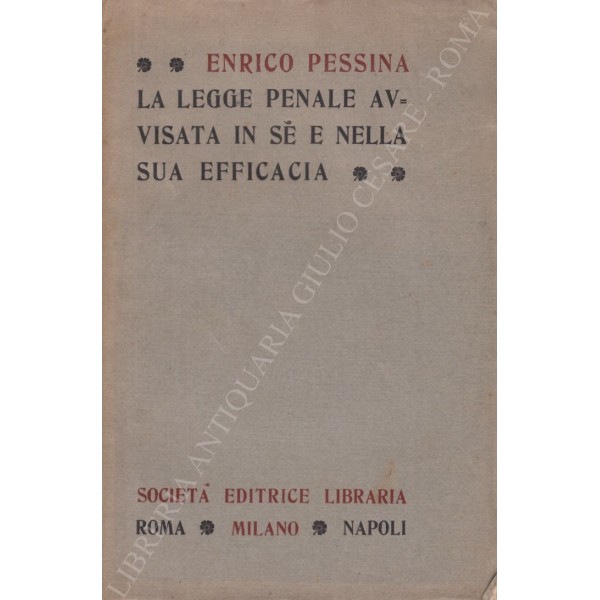 ENRICO PESSINA
LA LEGGE PENALE AV=
VISATA IN SÈ E NELLA
SUA EFFICACIA
SOCIETÀ EDITRICE LIBRARIA
ROMA MILANO NAPOLI
LIBRERIA ANTIQUARIA GIULIO CESARE - ROMA